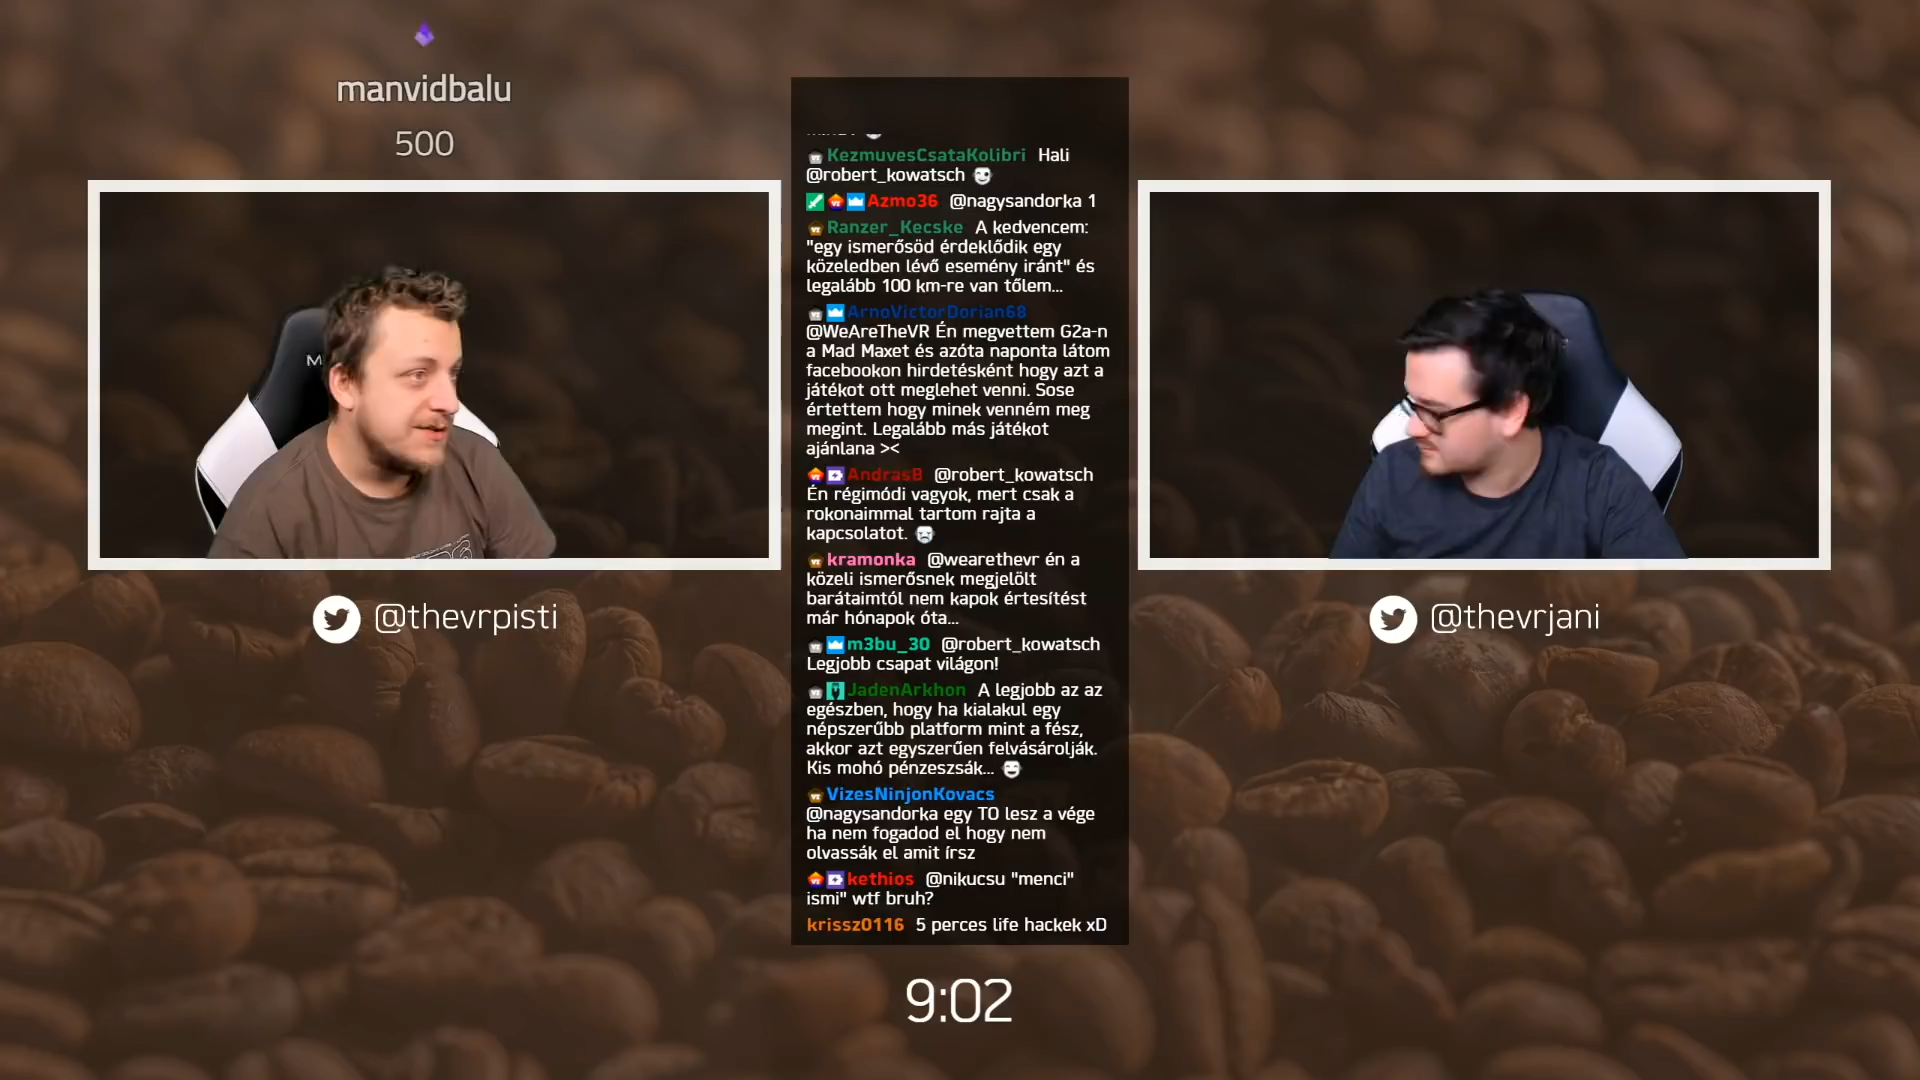 manvidbalu
500
KezmuvesCsataKolibri Hali
@robert_kowatsch
Azmo36 @nagysandorka 1
Ranzer_Kecske A kedvencem:
"egy ismerősöd érdeklődik egy
közeledben lévő esemény iránt" és
legalább 100 km-re van tőlem...
ArnoVictorDorian68
@WeAreTheVR Én megvettem G2a-n
a Mad Maxet és azóta naponta látom
facebookon hirdetésként hogy azt a
játékot ott meglehet venni. Sose
értettem hogy minek venném meg
megint. Legalább más játékot
ajánlana ><
AndrasB @robert_kowatsch
Én régimódi vagyok, mert csak a
rokonaimmal tartom rajta a
kapcsolatot.
kramonka @wearethevr én a
közeli ismerősnek megjelölt
barátaimtól nem kapok értesítést
már hónapok óta...
m3bu_30 @robert_kowatsch
Legjobb csapat világon!
JadenArkhon A legjobb az az
egészben, hogy ha kialakul egy
népszerűbb platform mint a fész,
akkor azt egyszerűen felvásárolják.
Kis mohó pénzeszsák...
VizesNinjonKovacs
@nagysandorka egy TO lesz a vége
ha nem fogadod el hogy nem
olvassák el amit írsz
kethios @nikucsu "menci"
ismi" wtf bruh?
krissz0116 5 perces life hackek xD
M
@thevrpisti
@thevrjani
9:02